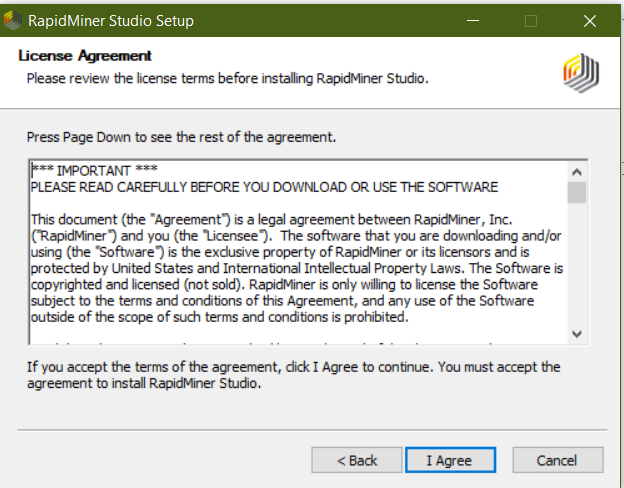 RapidMiner Studio Setup
License Agreement
Please review the license terms before installing RapidMiner Studio.
Press Page Down to see the rest of the agreement.
*** IMPORTANT ***
PLEASE READ CAREFULLY BEFORE YOU DOWNLOAD OR USE THE SOFTWARE
This document (the "Agreement") is a legal agreement between RapidMiner, Inc.
("RapidMiner") and you (the "Licensee").  The software that you are downloading and/or
using (the "Software") is the exclusive property of RapidMiner or its licensors and is
protected by United States and International Intellectual Property Laws. The Software is
copyrighted and licensed (not sold). RapidMiner is only willing to license the Software
subject to the terms and conditions of this Agreement, and any use of the Software
outside of the scope of such terms and conditions is prohibited.
If you accept the terms of the agreement, click I Agree to continue. You must accept the
agreement to install RapidMiner Studio.
< Back
I Agree
Cancel